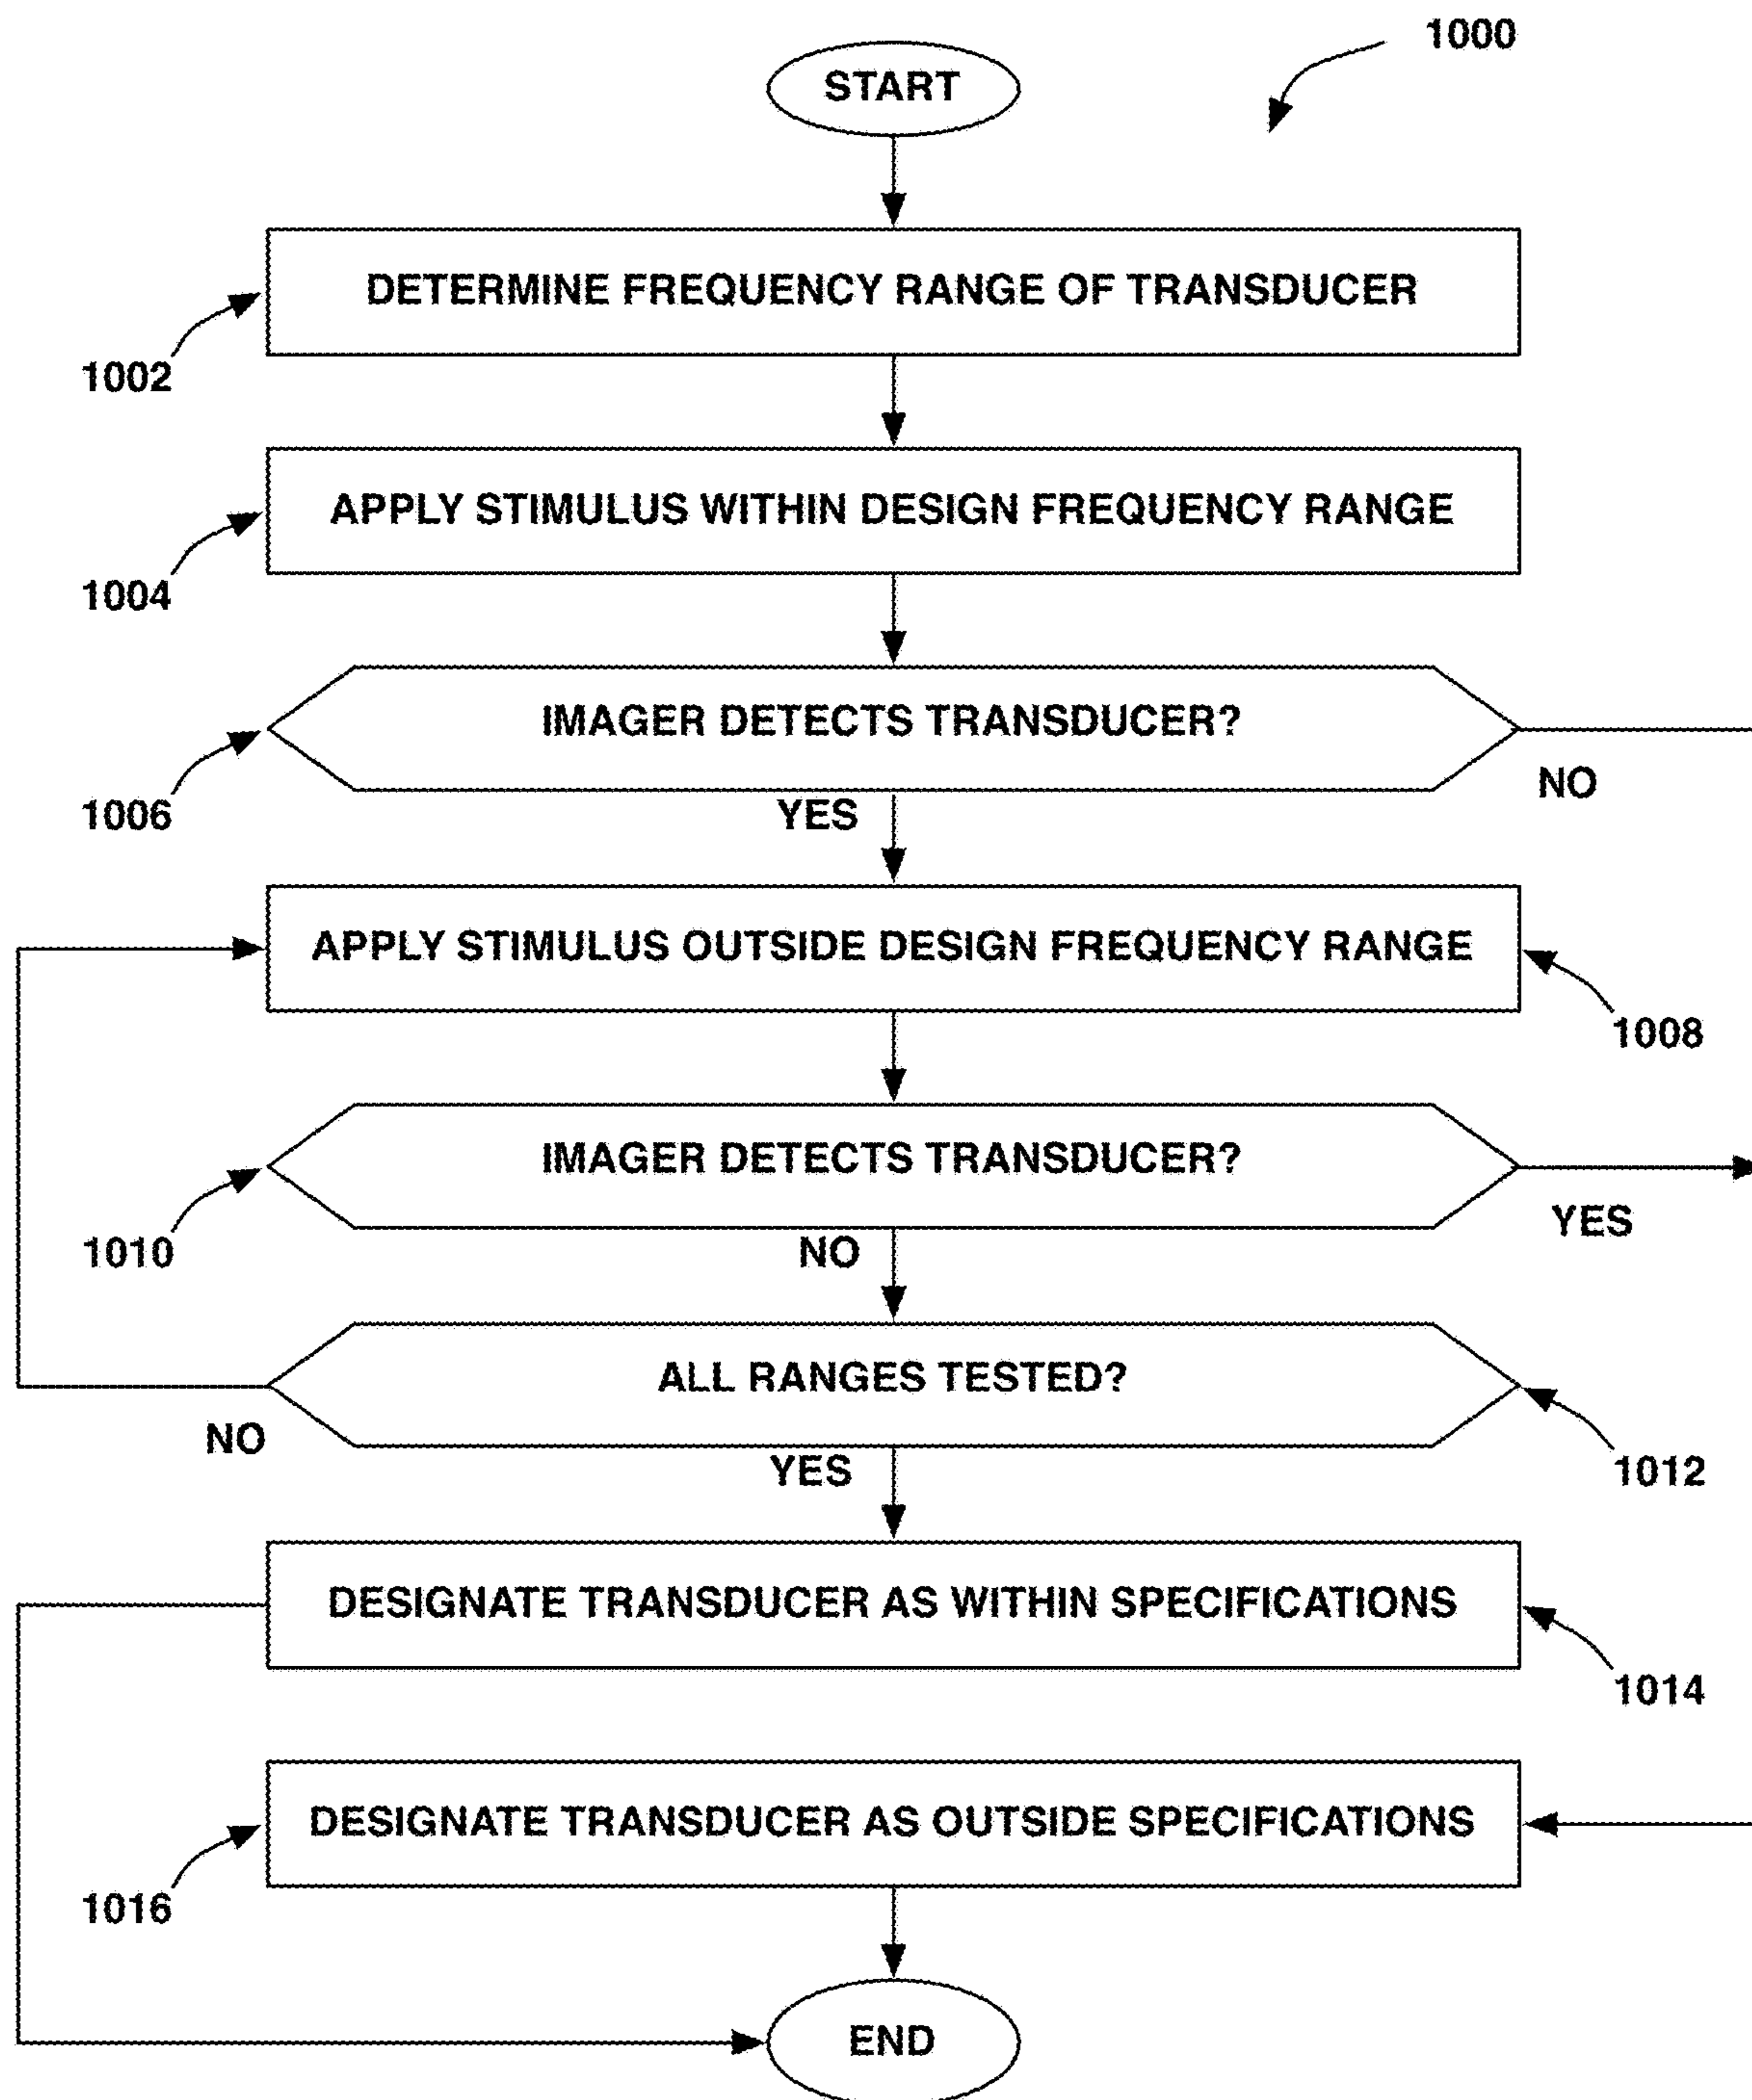 1000
START
DETERMINE FREQUENCY RANGE OF TRANSDUCER
1002
APPLY STIMULUS WITHIN DESIGN FREQUENCY RANGE
1004
IMAGER DETECTS TRANSDUCER?
NO
1006
YES
APPLY STIMULUS OUTSIDE DESIGN FREQUENCY RANGE
1008
IMAGER DETECTS TRANSDUCER?
YES
1010
NO
ALL RANGES TESTED?
NO
YES
1012
DESIGNATE TRANSDUCER AS WITHIN SPECIFICATIONS
1014
DESIGNATE TRANSDUCER AS OUTSIDE SPECIFICATIONS
1016
END